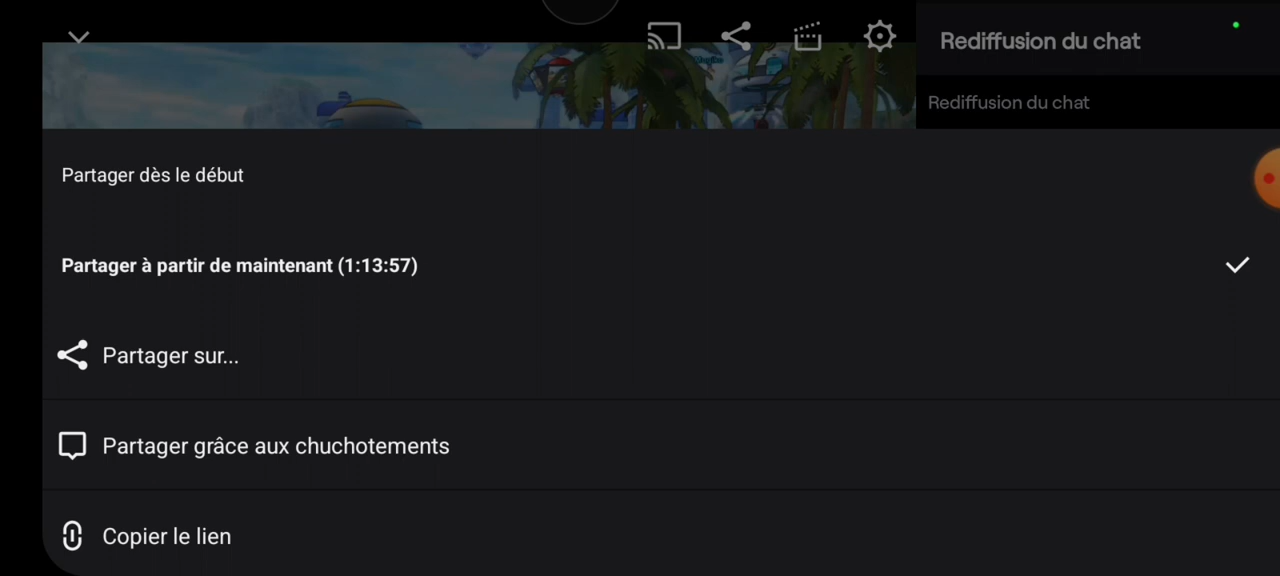 Rediffusion du chat
Rediffusion du chat
Partager dès le début
Partager à partir de maintenant (1:13:57)
Partager sur...
Partager grâce aux chuchotements
Copier le lien